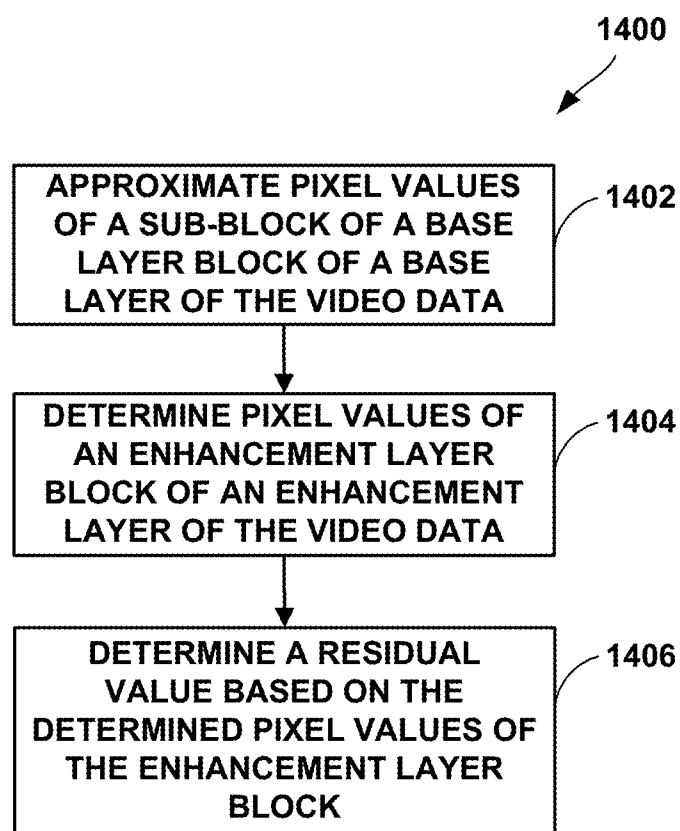 1400
APPROXIMATE PIXEL VALUES
OF A SUB-BLOCK OF A BASE
LAYER BLOCK OF A BASE
LAYER OF THE VIDEO DATA
1402
DETERMINE PIXEL VALUES OF
AN ENHANCEMENT LAYER
BLOCK OF AN ENHANCEMENT
LAYER OF THE VIDEO DATA
1404
DETERMINE A RESIDUAL
VALUE BASED ON THE
DETERMINED PIXEL VALUES OF
THE ENHANCEMENT LAYER
BLOCK
1406